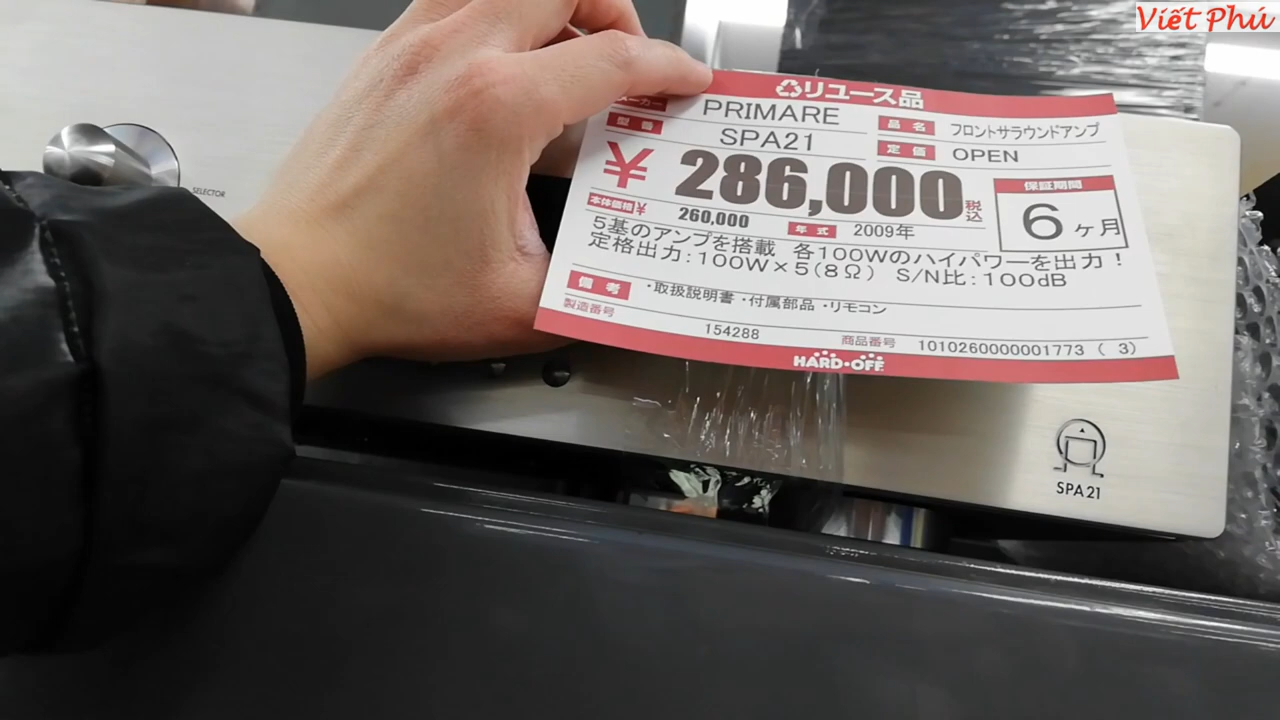 Viết Phú
リユース品
メーカー PRIMARE 品名 フロントサラウンドアンプ
型番 SPA21 定価 OPEN
¥286,000税込
保証期間
6ヶ月
本体価格¥ 260,000 年式 2009年
5基のアンプを搭載 各100Wのハイパワーを出力!
定格出力:100W×5(8Ω) S/N比:100dB
備考 ・取扱説明書・付属部品・リモコン
製造番号 154288 商品番号 1010260000001773 ( 3)
HARD・OFF
SELECTOR
SPA21